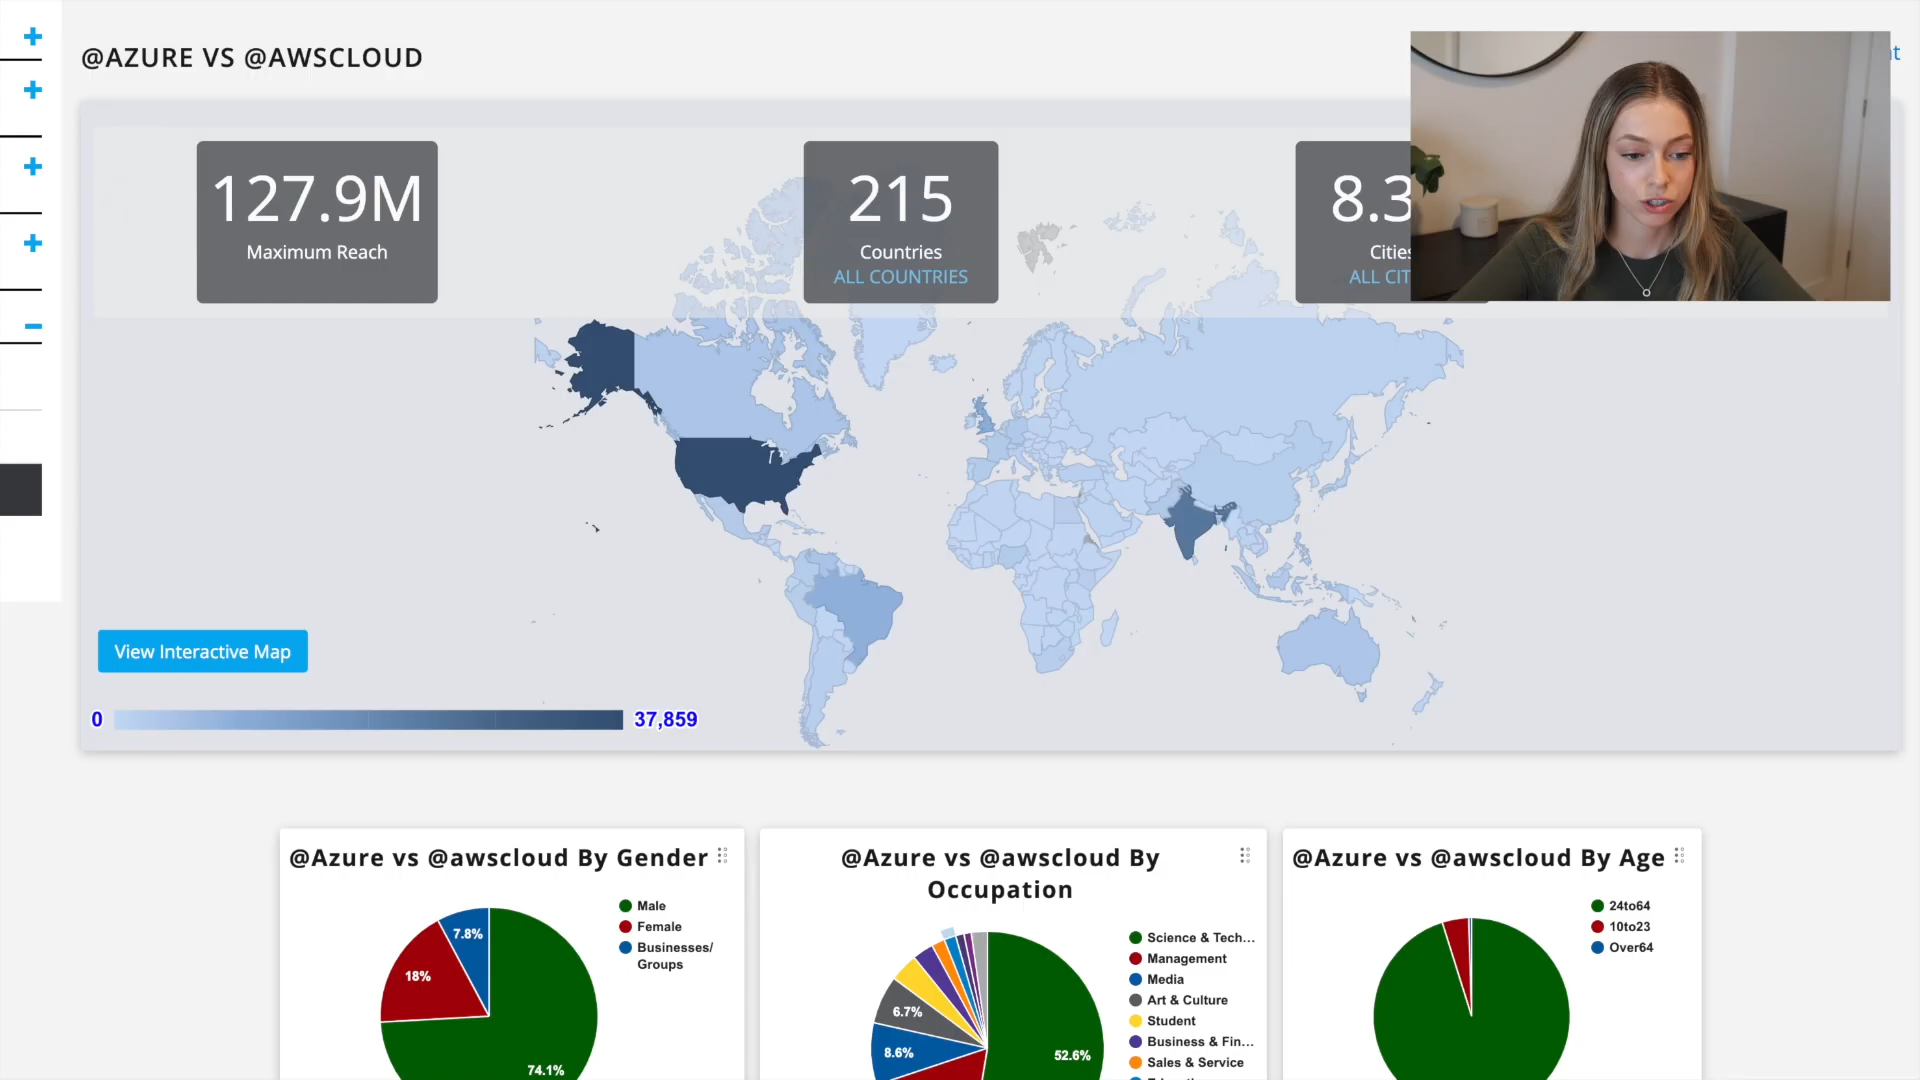 @AZURE VS @AWSCLOUD
127.9M
Maximum Reach
215
Countries
ALL COUNTRIES
8.3
Cities
ALL CIT
View Interactive Map
0
37,859
@Azure vs @awscloud By Gender
Male
Female
Businesses/
Groups
7.8%
18%
74.1%
@Azure vs @awscloud By
Occupation
Science & Tech...
Management
Media
Art & Culture
Student
Business & Fin...
Sales & Service
6.7%
8.6%
52.6%
@Azure vs @awscloud By Age
24to64
10to23
Over64